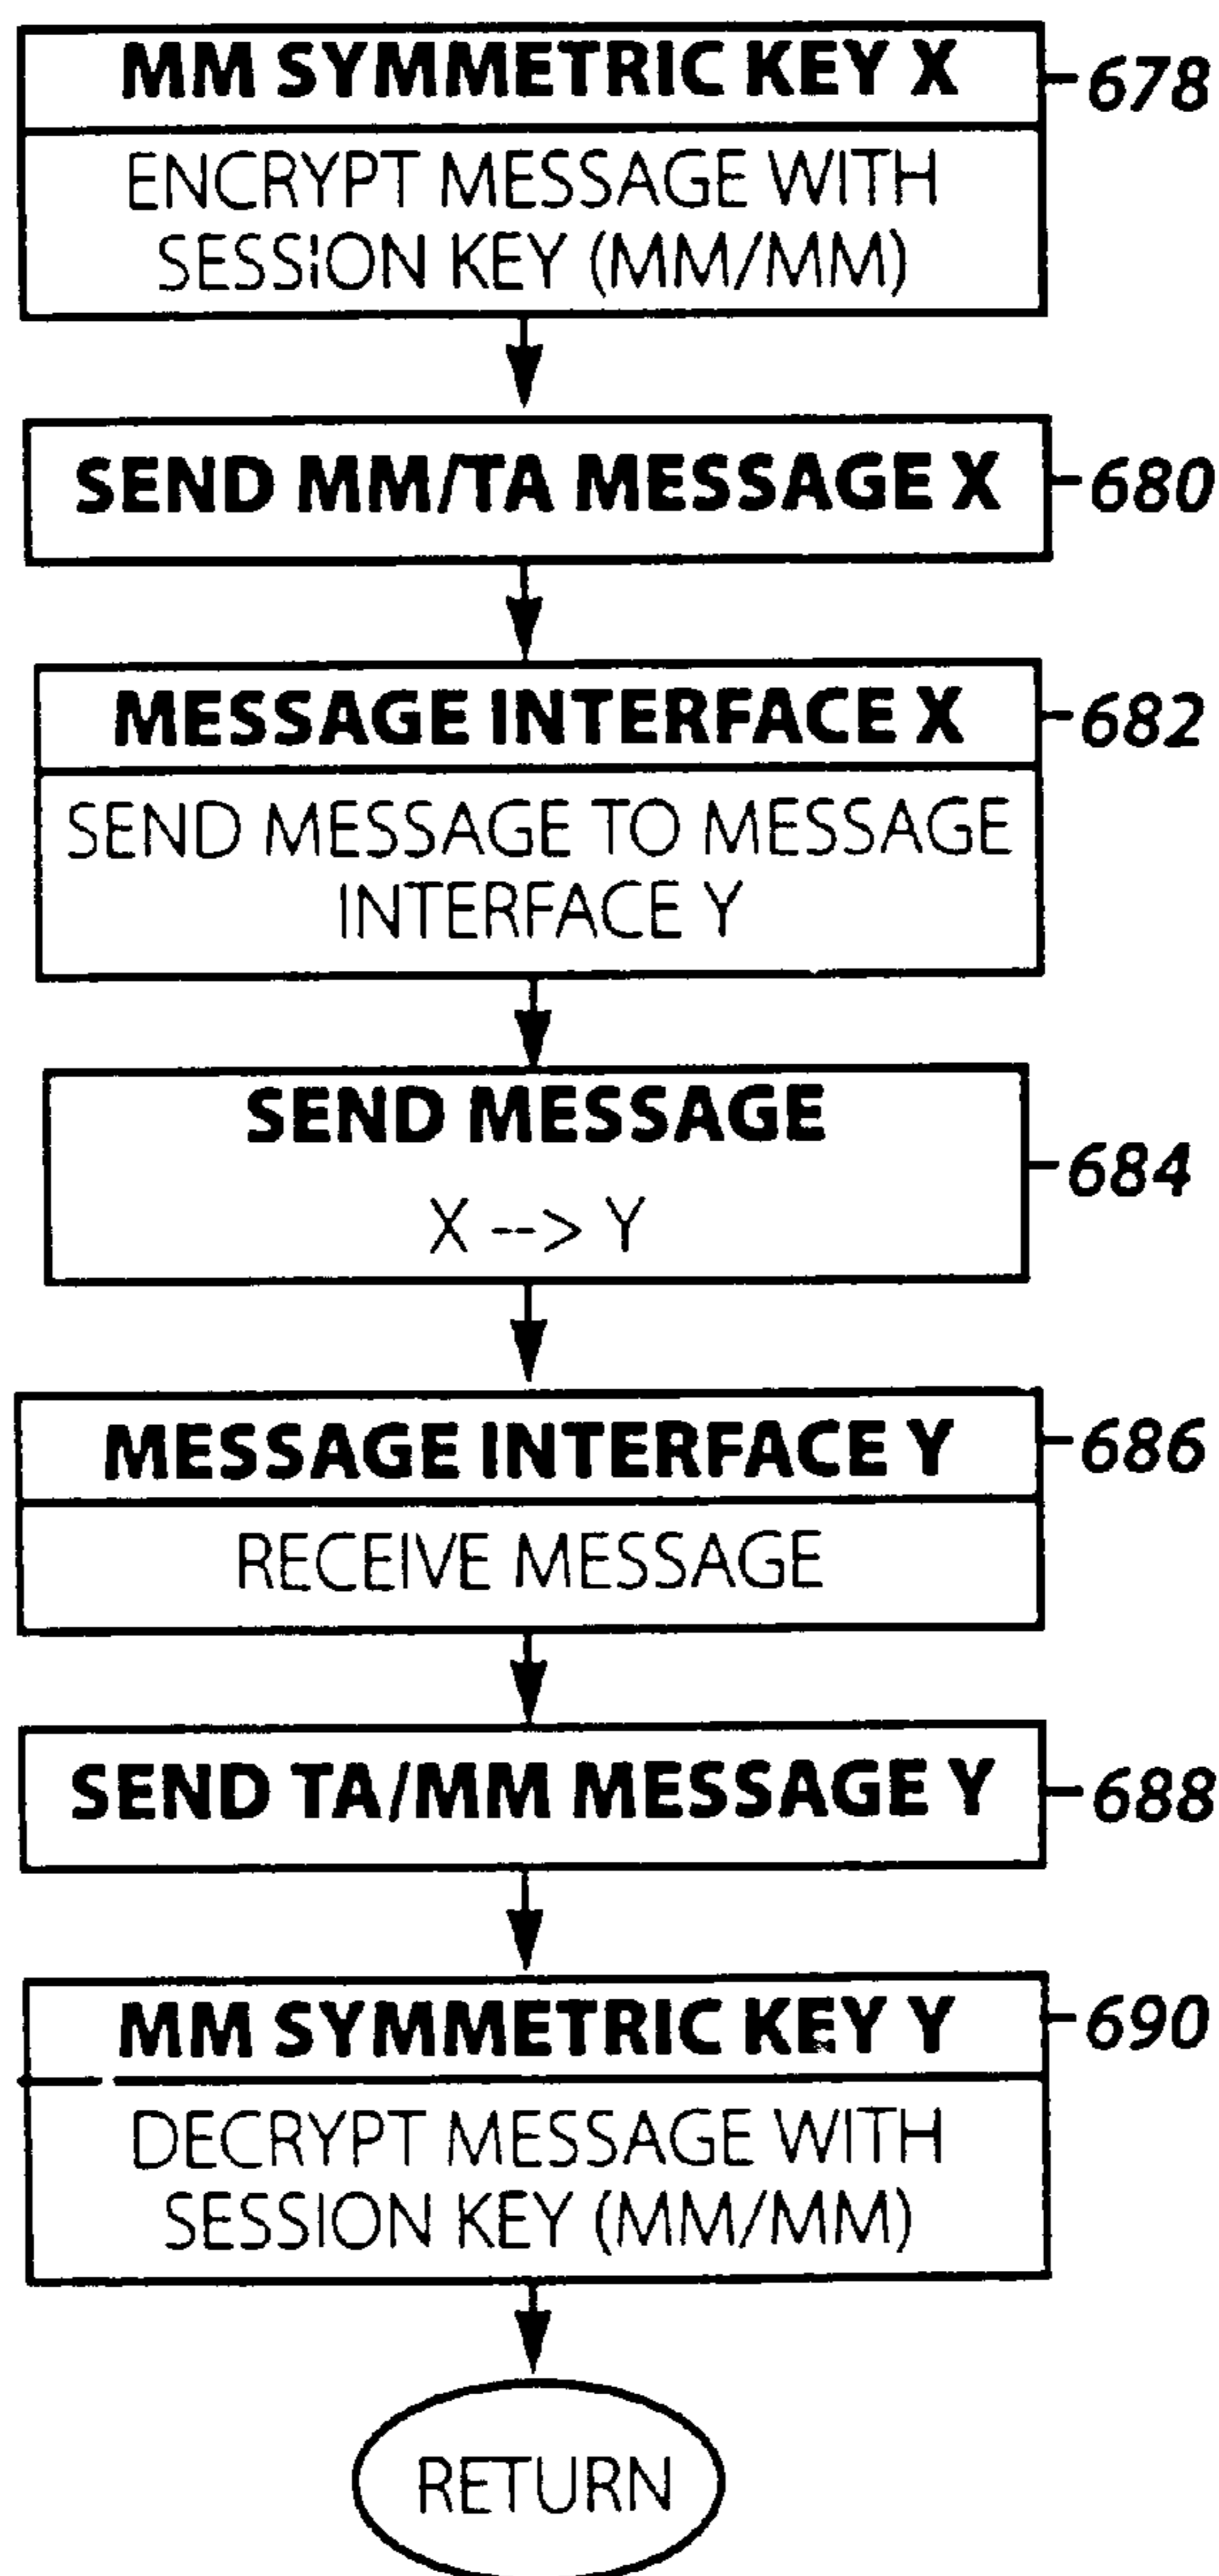 MM SYMMETRIC KEY X
678
ENCRYPT MESSAGE WITH
SESSION KEY (MM/MM)
SEND MM/TA MESSAGE X
680
MESSAGE INTERFACE X
682
SEND MESSAGE TO MESSAGE
INTERFACE Y
SEND MESSAGE
684
X --> Y
MESSAGE INTERFACE Y
686
RECEIVE MESSAGE
SEND TA/MM MESSAGE Y
688
MM SYMMETRIC KEY Y
690
DECRYPT MESSAGE WITH
SESSION KEY (MM/MM)
RETURN